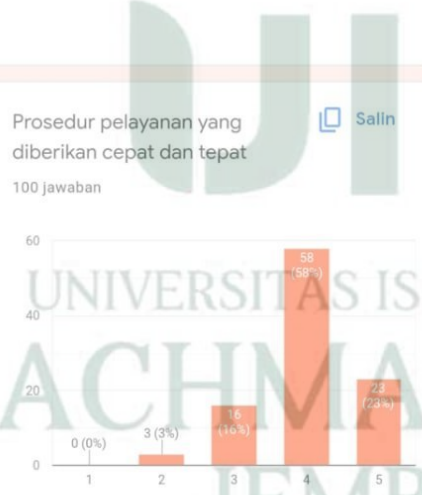 Prosedur pelayanan yang
diberikan cepat dan tepat
Salin
100 jawaban
60
40
20
0
0 (0%)
3 (3%)
16
(16%)
58
(58%)
23
(23%)
1 2 3 4 5
UNIVERSITAS IS
ACHMA
JEMB
UI